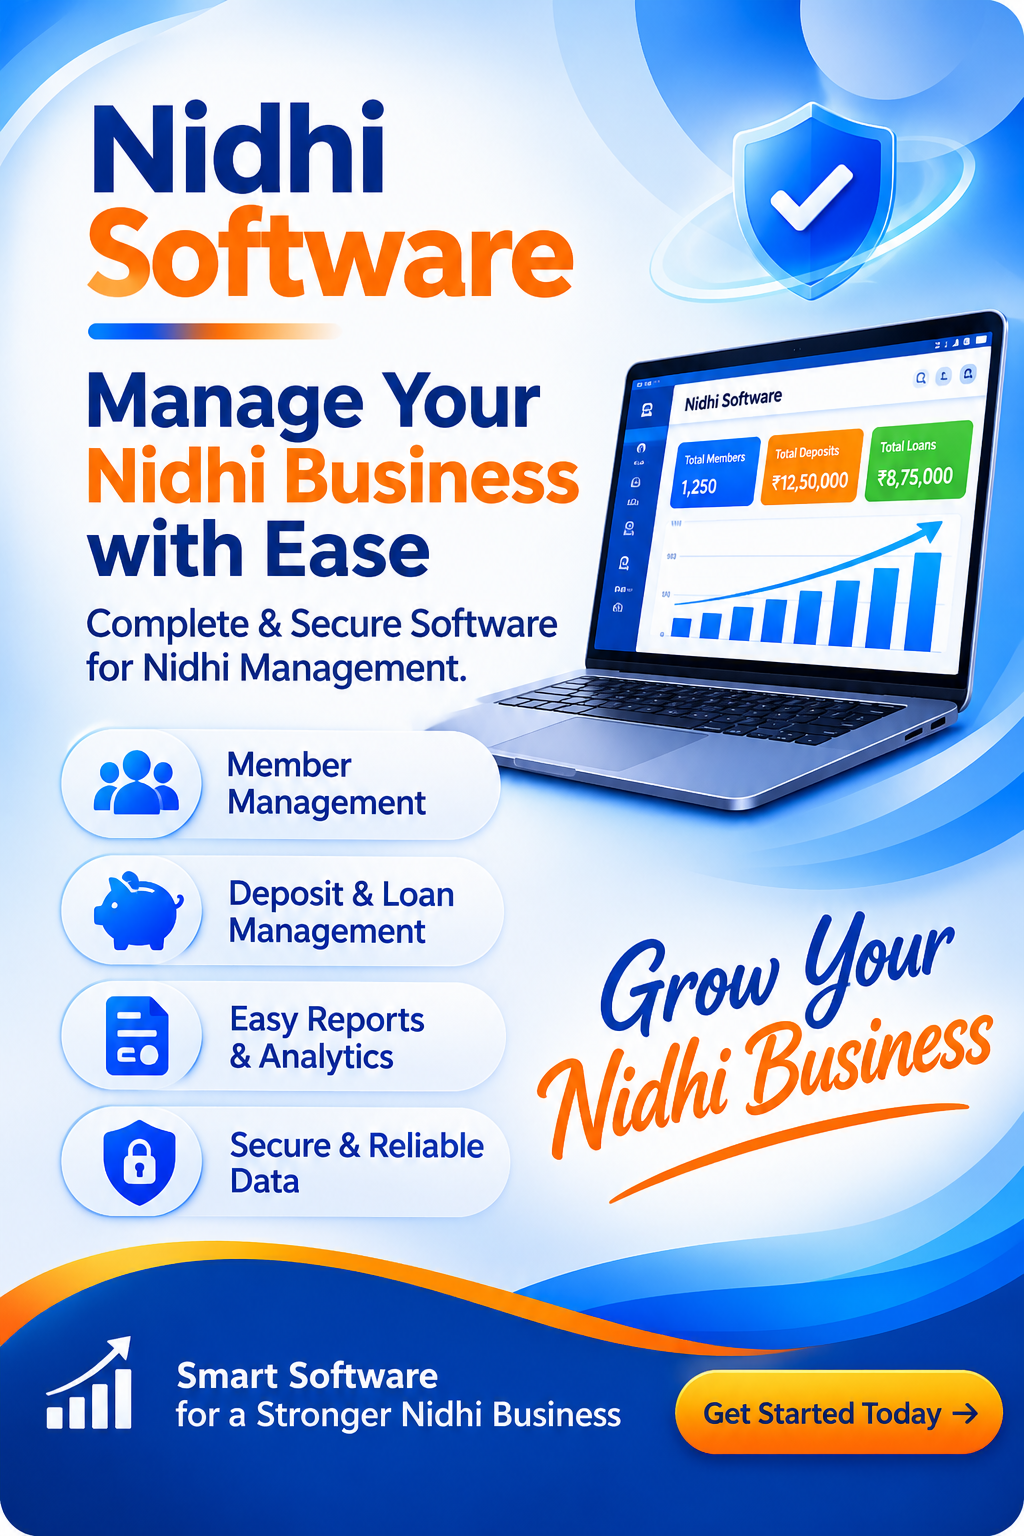 Nidhi
Software
Manage Your
Nidhi Business
with Ease
Complete & Secure Software
for Nidhi Management.
Nidhi Software
Total Members
1,250
Total Deposits
₹12,50,000
Total Loans
₹8,75,000
Member
Management
Deposit & Loan
Management
Easy Reports
& Analytics
Secure & Reliable
Data
Grow Your
Nidhi Business
Smart Software
for a Stronger Nidhi Business
Get Started Today →